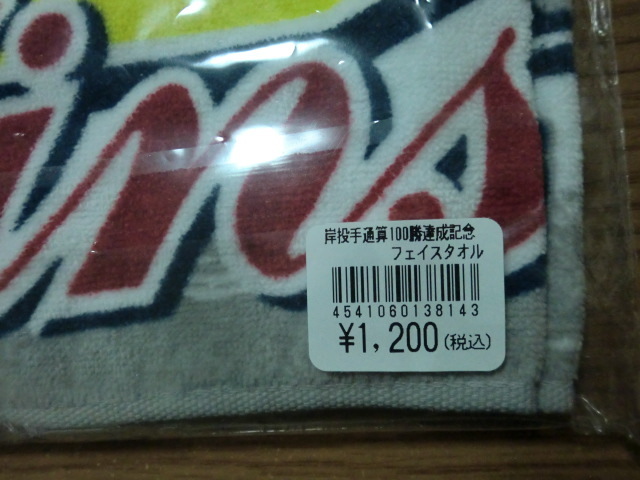 ins
岸投手通算100勝達成記念
フェイスタオル
4541060138143
¥1,200(税込)